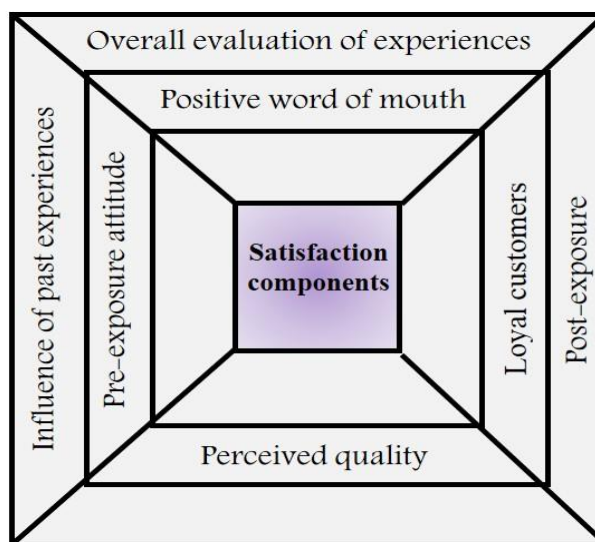 Overall evaluation of experiences
Positive word of mouth
Influence of past experiences
Pre-exposure attitude
Satisfaction
components
Loyal customers
Post-exposure
Perceived quality